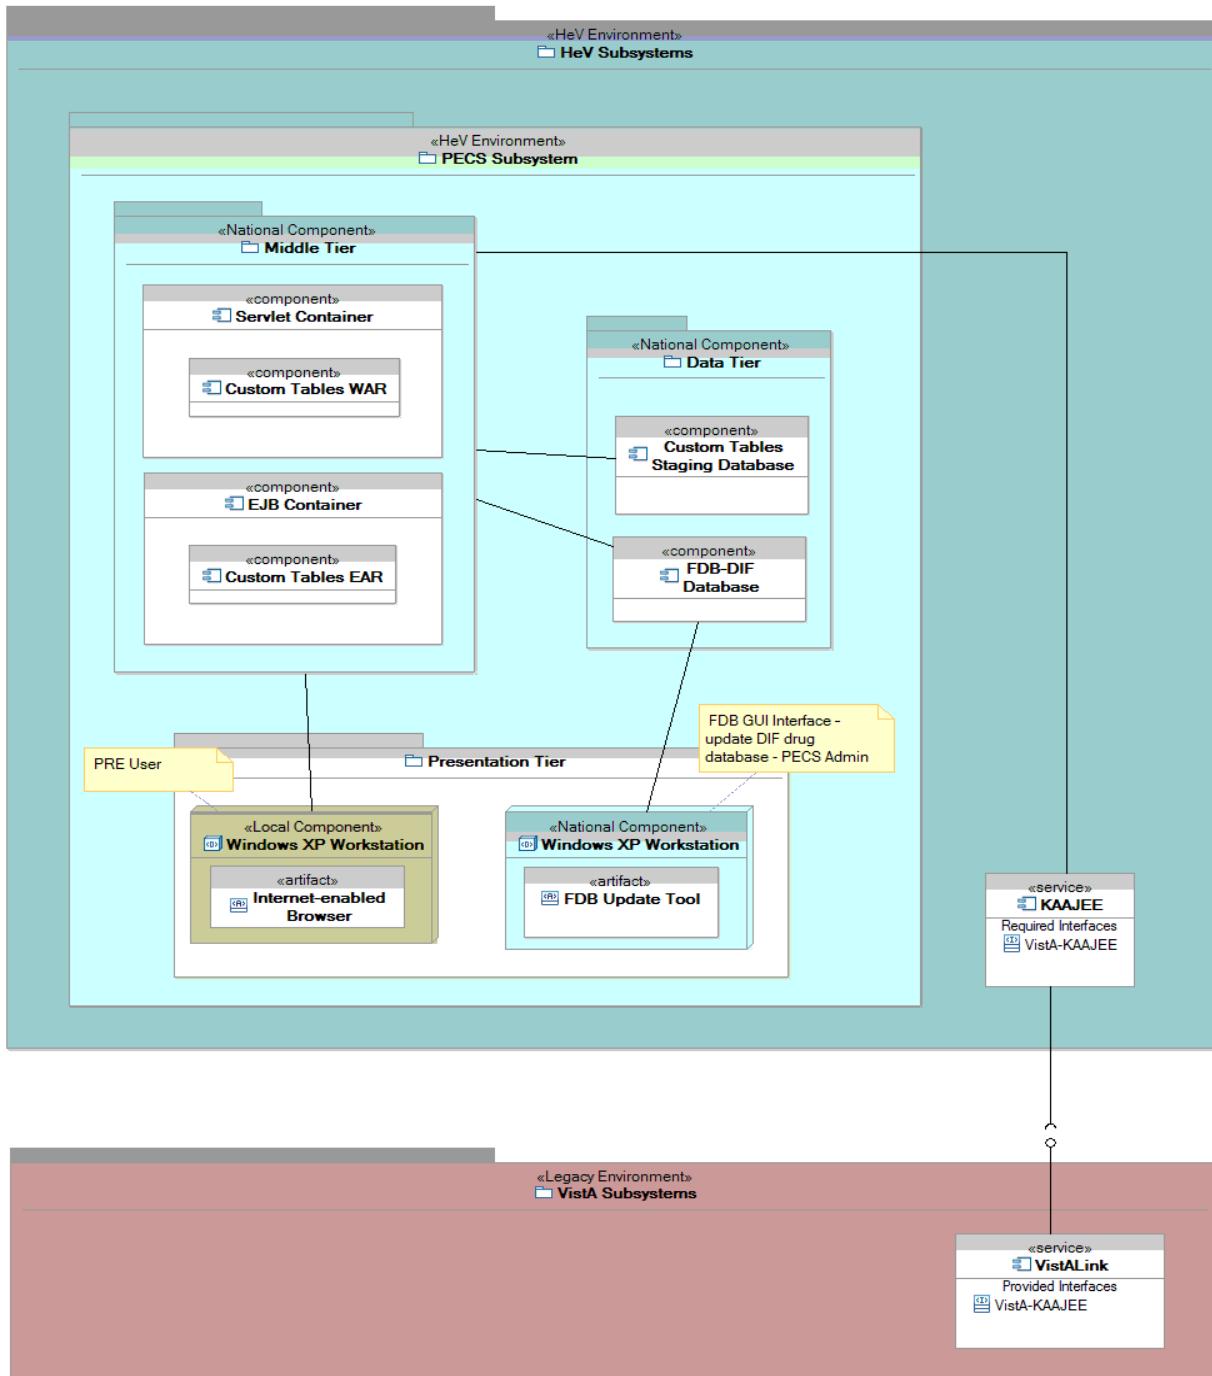 «HeV Environment»
HeV Subsystems
«HeV Environment»
PECS Subsystem
«National Component»
Middle Tier
«component»
Servlet Container
«component»
Custom Tables WAR
«component»
EJB Container
«component»
Custom Tables EAR
«National Component»
Data Tier
«component»
Custom Tables
Staging Database
«component»
FDB-DIF
Database
PRE User
FDB GUI Interface -
update DIF drug
database - PECS Admin
Presentation Tier
«Local Component»
Windows XP Workstation
«artifact»
Internet-enabled
Browser
«National Component»
Windows XP Workstation
«artifact»
FDB Update Tool
«service»
KAAJEE
Required Interfaces
VistA-KAAJEE
«Legacy Environment»
VistA Subsystems
«service»
VistALink
Provided Interfaces
VistA-KAAJEE